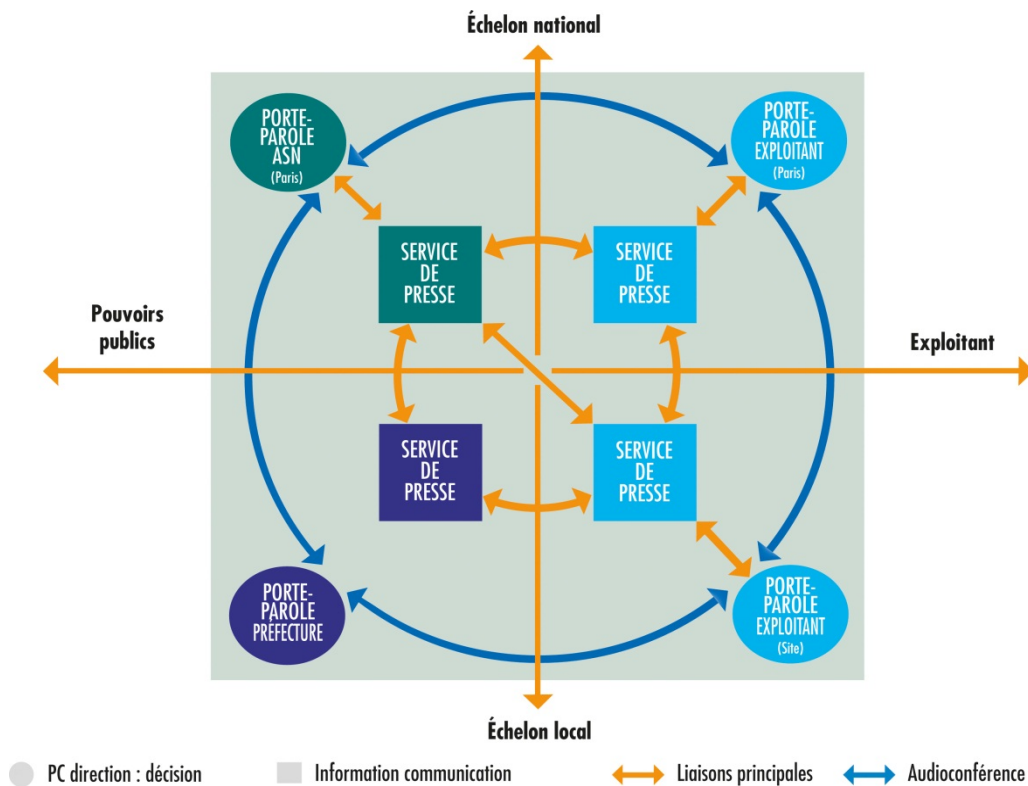 Échelon national
PORTE-
PAROLE
ASN
(Paris)
PORTE-
PAROLE
EXPLOITANT
(Paris)
SERVICE
DE
PRESSE
SERVICE
DE
PRESSE
Pouvoirs
publics
Exploitant
SERVICE
DE
PRESSE
SERVICE
DE
PRESSE
PORTE-
PAROLE
PRÉFECTURE
PORTE-
PAROLE
EXPLOITANT
(Site)
Échelon local
PC direction : décision
Information communication
Liaisons principales
Audioconférence